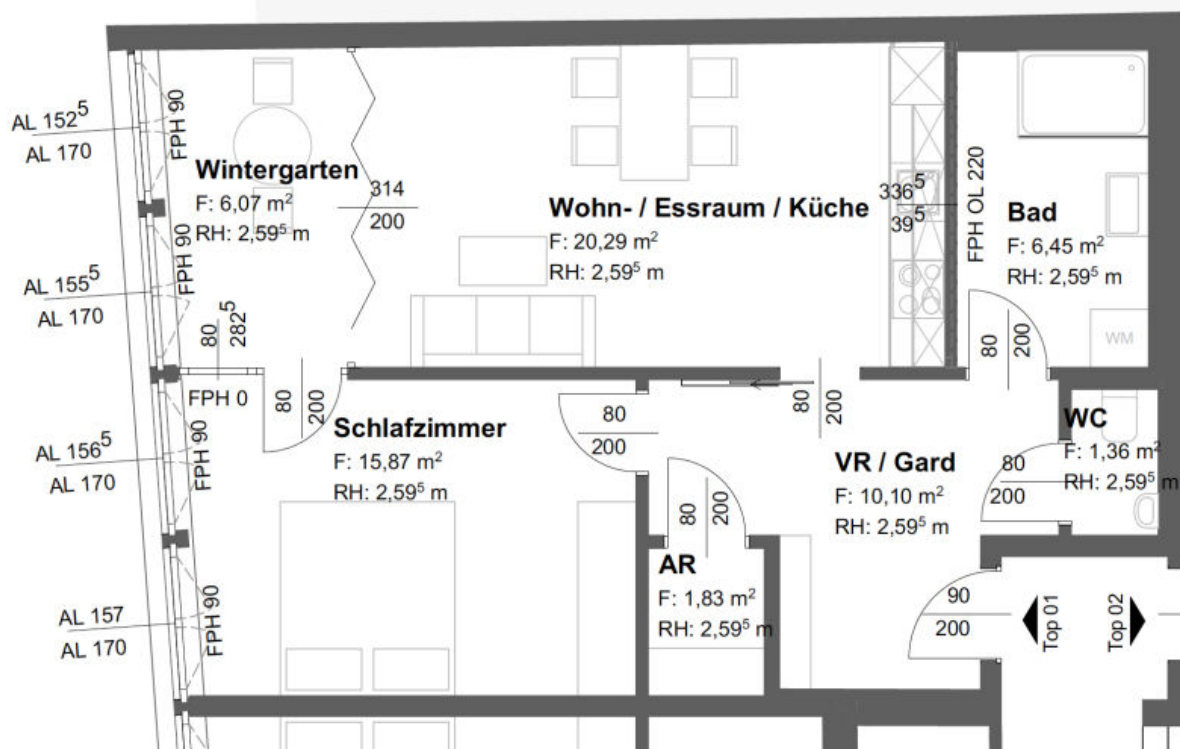 AL 152⁵
AL 170
FPH 90
Wintergarten
F: 6,07 m²
RH: 2,59⁵ m
314
200
Wohn- / Essraum / Küche
F: 20,29 m²
RH: 2,59⁵ m
336⁵
39⁵
FPH OL 220
Bad
F: 6,45 m²
RH: 2,59⁵ m
WM
80
200
AL 155⁵
AL 170
FPH 90
80
282⁵
FPH 0
80
200
Schlafzimmer
F: 15,87 m²
RH: 2,59⁵ m
80
200
80
200
AL 156⁵
AL 170
FPH 90
VR / Gard
F: 10,10 m²
RH: 2,59⁵ m
WC
F: 1,36 m²
RH: 2,59⁵ m
80
200
80
200
AR
F: 1,83 m²
RH: 2,59⁵ m
AL 157
AL 170
FPH 90
90
200
Top 01
Top 02